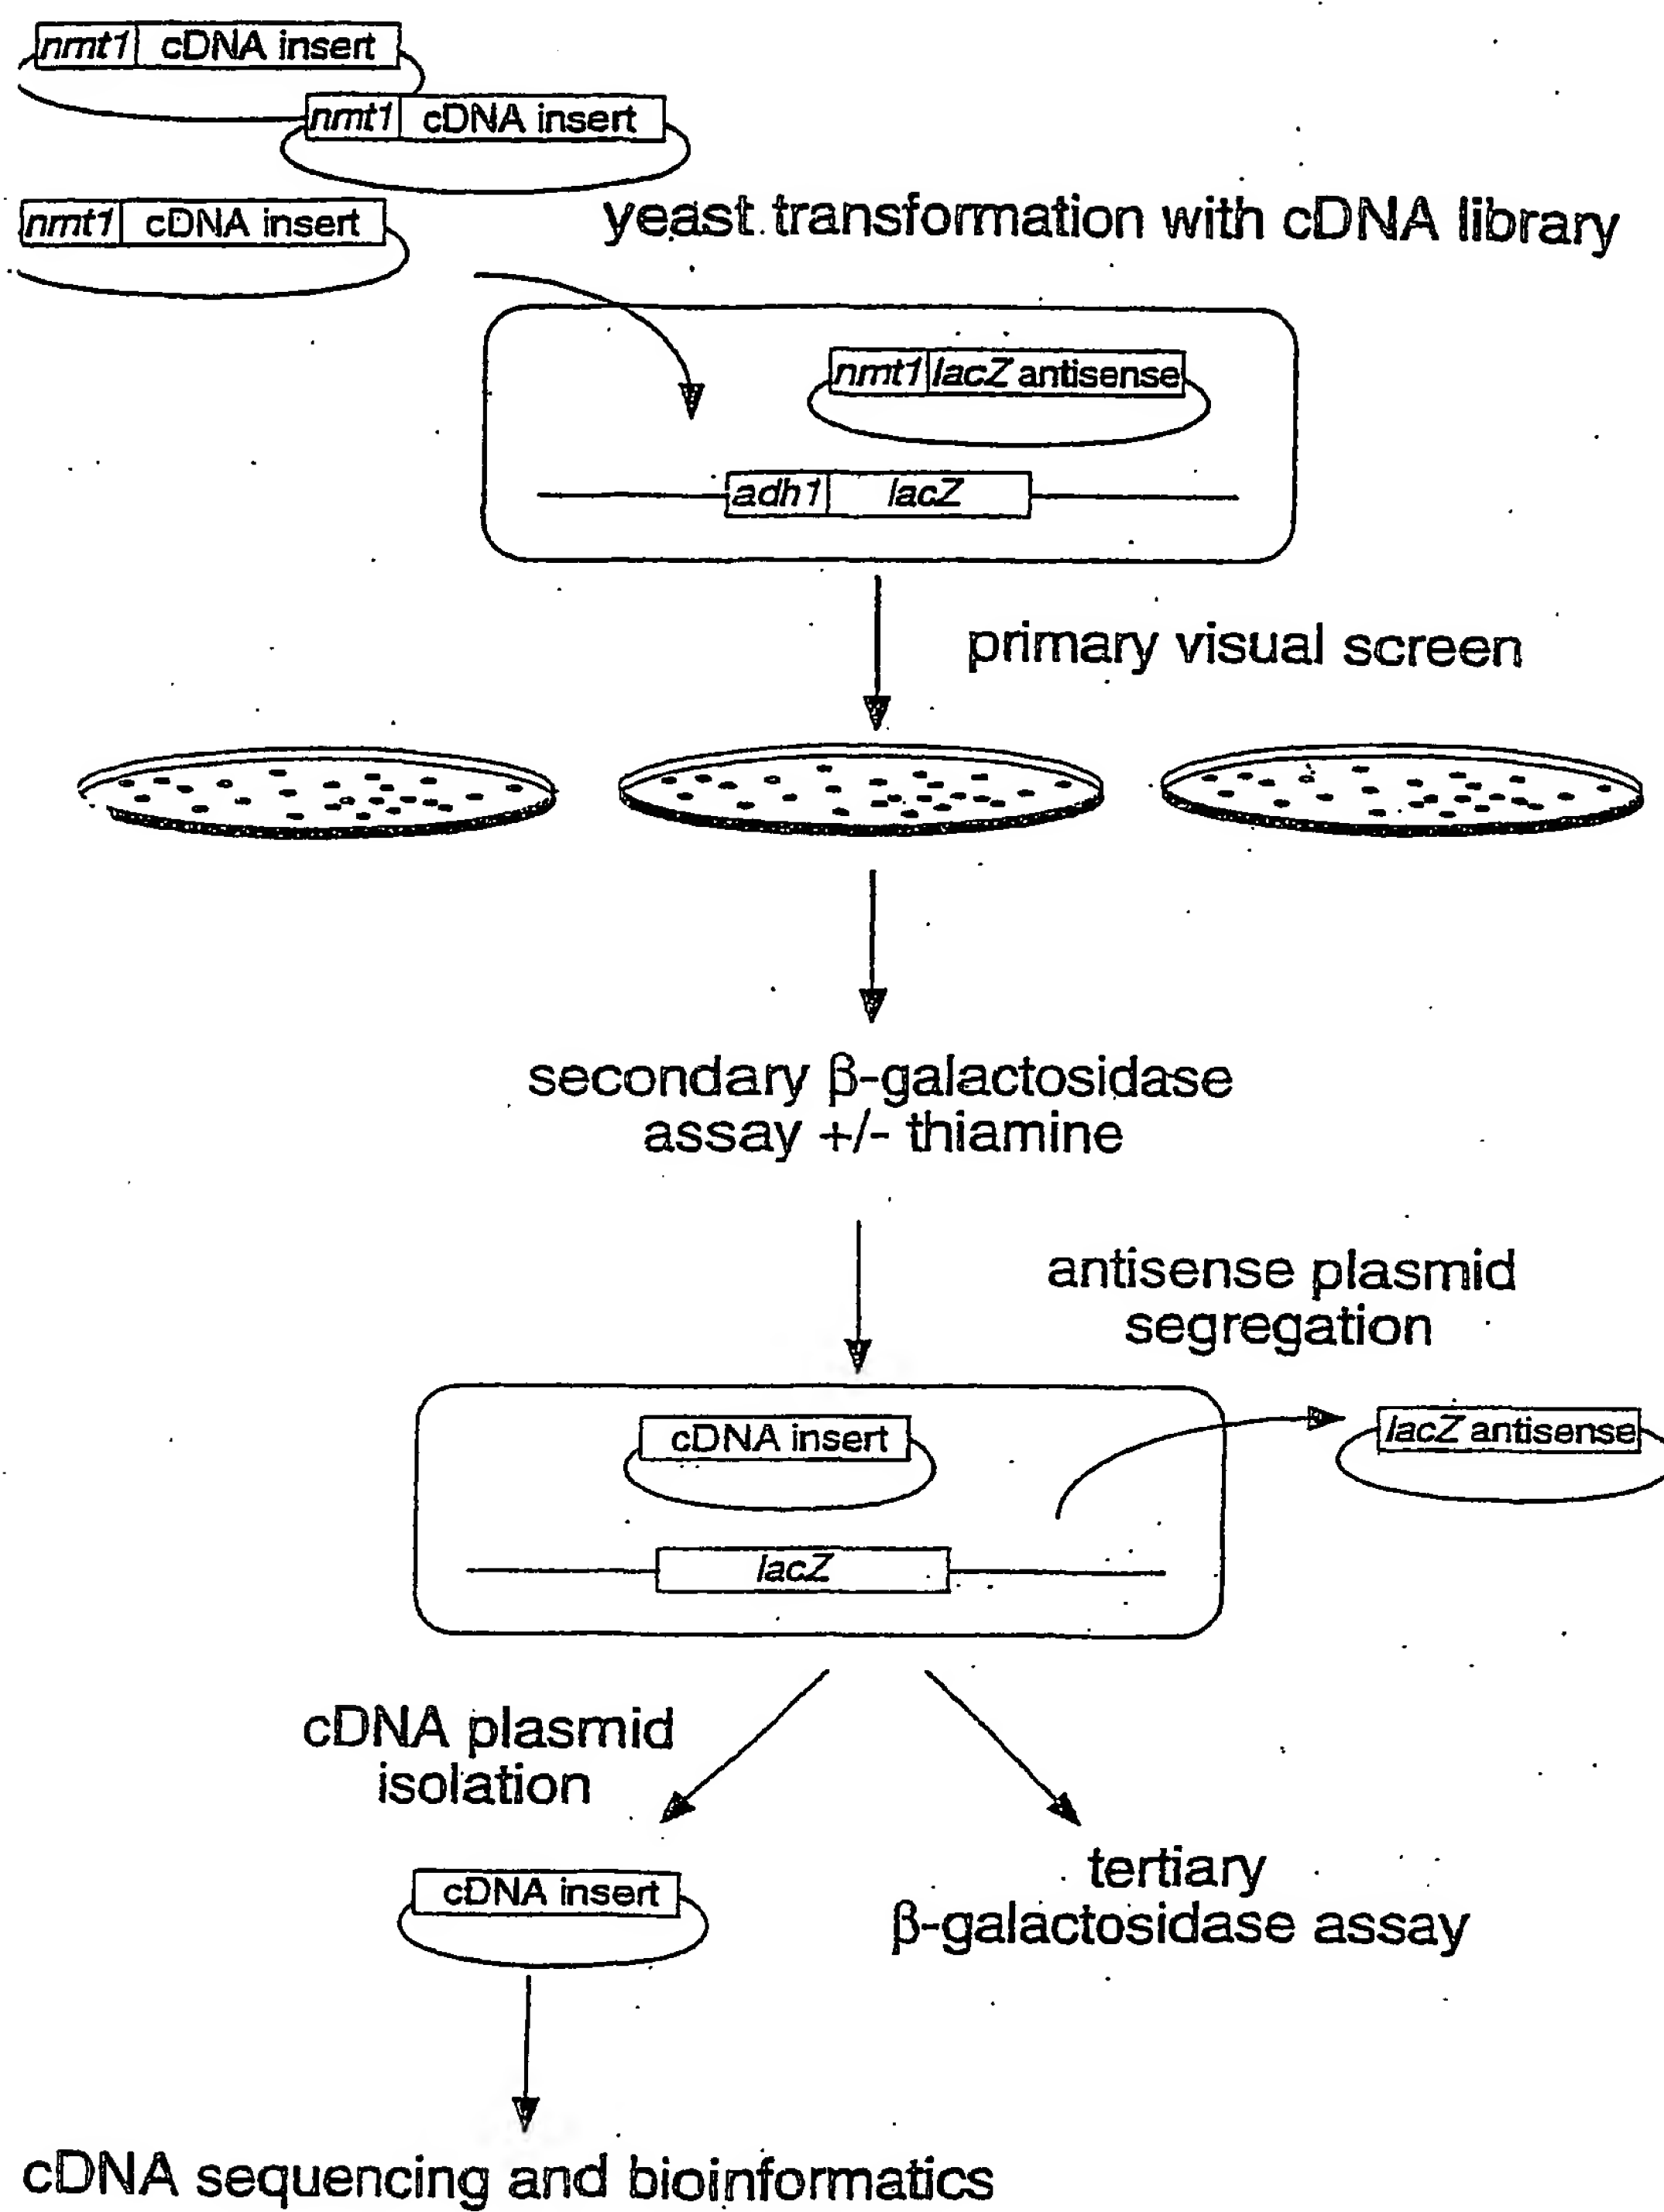 nmt1 cDNA insert
nmt1 cDNA insert
nmt1 cDNA insert
yeast transformation with cDNA library
nmt1 lacZ antisense
adh1 lacZ
primary visual screen
secondary β-galactosidase
assay +/- thiamine
antisense plasmid
segregation
cDNA insert
lacZ antisense
lacZ
cDNA plasmid
isolation
cDNA insert
tertiary
β-galactosidase assay
cDNA sequencing and bioinformatics